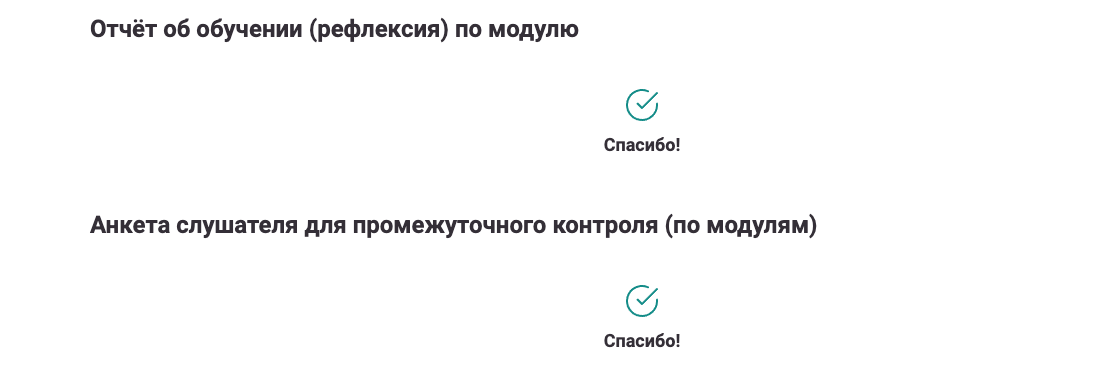 Отчёт об обучении (рефлексия) по модулю
Спасибо!
Анкета слушателя для промежуточного контроля (по модулям)
Спасибо!